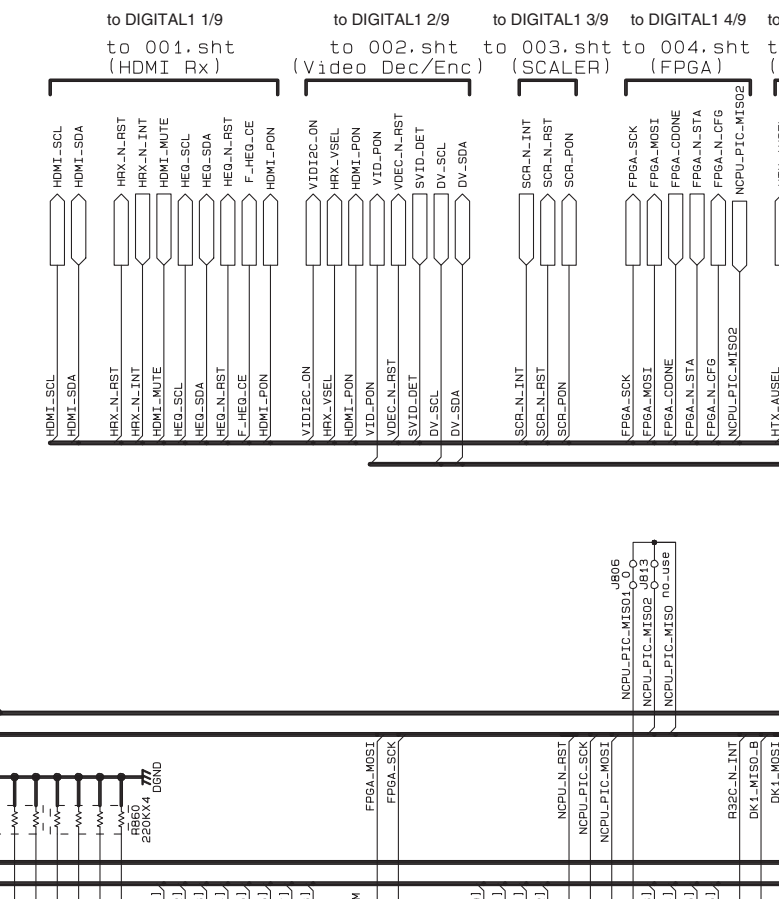 to DIGITAL1 1/9
to DIGITAL1 2/9
to DIGITAL1 3/9
to DIGITAL1 4/9
to
to 001.sht
to 002.sht
to 003.sht
to 004.sht
(HDMI Rx)
(Video Dec/Enc)
(SCALER)
(FPGA)
HDMI_SCL
HDMI_SDA
HRX_N_RST
HRX_N_INT
HDMI_MUTE
HEQ_SCL
HEQ_SDA
HEQ_N_RST
F_HEQ_CE
HDMI_PON
VIDI2C_ON
HRX_VSEL
HDMI_PON
VID_PON
VDEC_N_RST
SVID_DET
DV_SCL
DV_SDA
SCR_N_INT
SCR_N_RST
SCR_PON
FPGA_SCK
FPGA_MOSI
FPGA_CDONE
FPGA_N_STA
FPGA_N_CFG
NCPU_PIC_MISO2
HDMI_SCL
HDMI_SDA
HRX_N_RST
HRX_N_INT
HDMI_MUTE
HEQ_SCL
HEQ_SDA
HEQ_N_RST
F_HEQ_CE
HDMI_PON
VIDI2C_ON
HRX_VSEL
HDMI_PON
VID_PON
VDEC_N_RST
SVID_DET
DV_SCL
DV_SDA
SCR_N_INT
SCR_N_RST
SCR_PON
FPGA_SCK
FPGA_MOSI
FPGA_CDONE
FPGA_N_STA
FPGA_N_CFG
NCPU_PIC_MISO2
HTX_AUSEL
J806
0
J813
no_use
NCPU_PIC_MISO1
NCPU_PIC_MISO2
NCPU_PIC_MISO
DGND
R860
220KX4
FPGA_MOSI
FPGA_SCK
NCPU_N_RST
NCPU_PIC_SCK
NCPU_PIC_MOSI
R32C_N_INT
DK1_MISO_B
DK1_MOSI